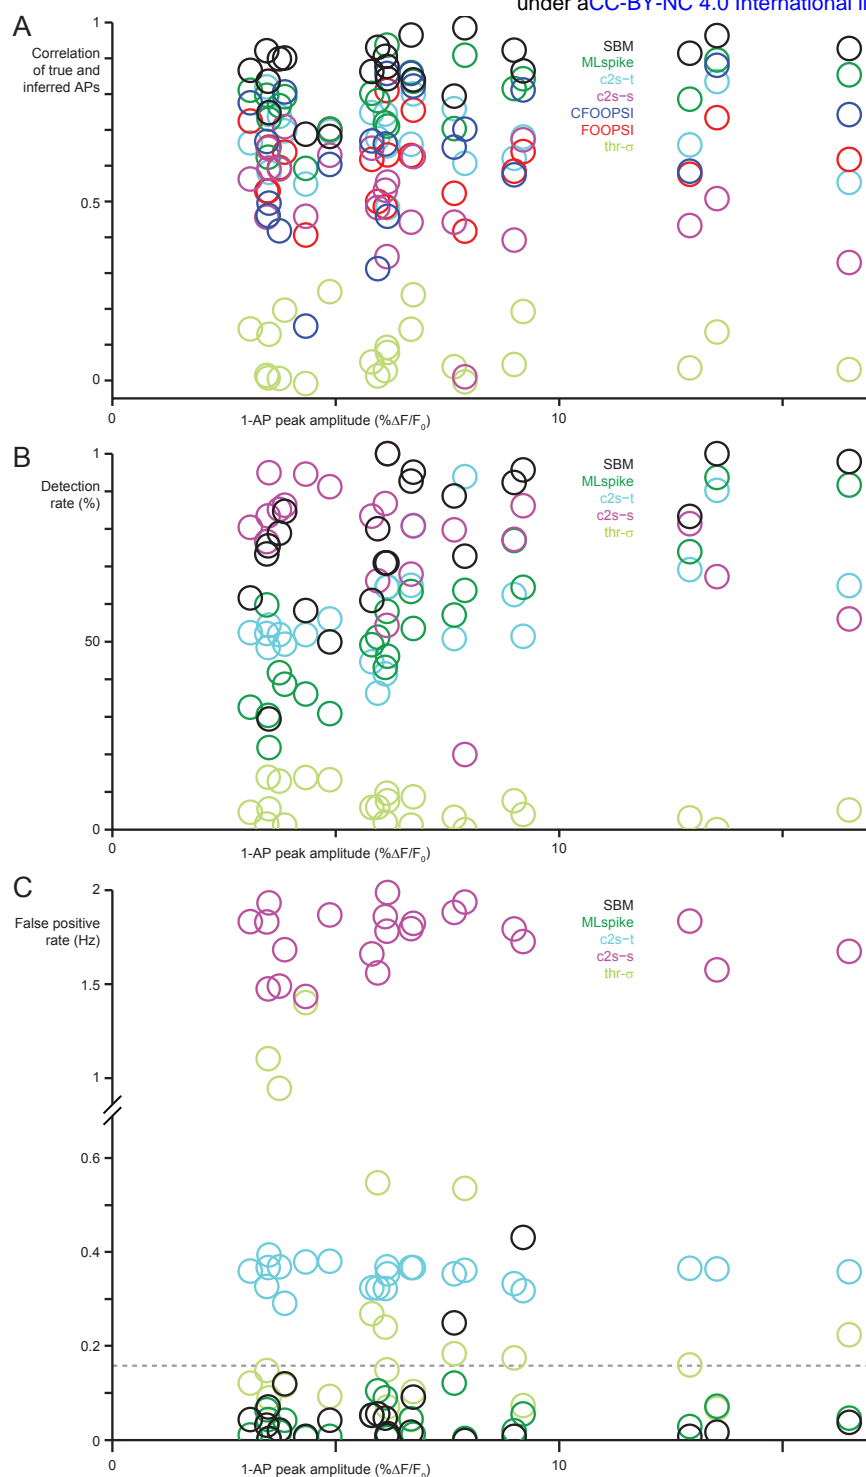 under aCC-BY-NC 4.0 International li
A
Correlation
of true and
inferred APs
1
0.5
0
SBM
MLspike
c2s-t
c2s-s
CFOOPSI
FOOPSI
thr-σ
0
1-AP peak amplitude (%ΔF/F0)
10
B
Detection
rate (%)
1
50
0
SBM
MLspike
c2s-t
c2s-s
thr-σ
0
1-AP peak amplitude (%ΔF/F0)
10
C
False positive
rate (Hz)
2
1.5
1
0.6
0.4
0.2
0
SBM
MLspike
c2s-t
c2s-s
thr-σ
0
1-AP peak amplitude (%ΔF/F0)
10